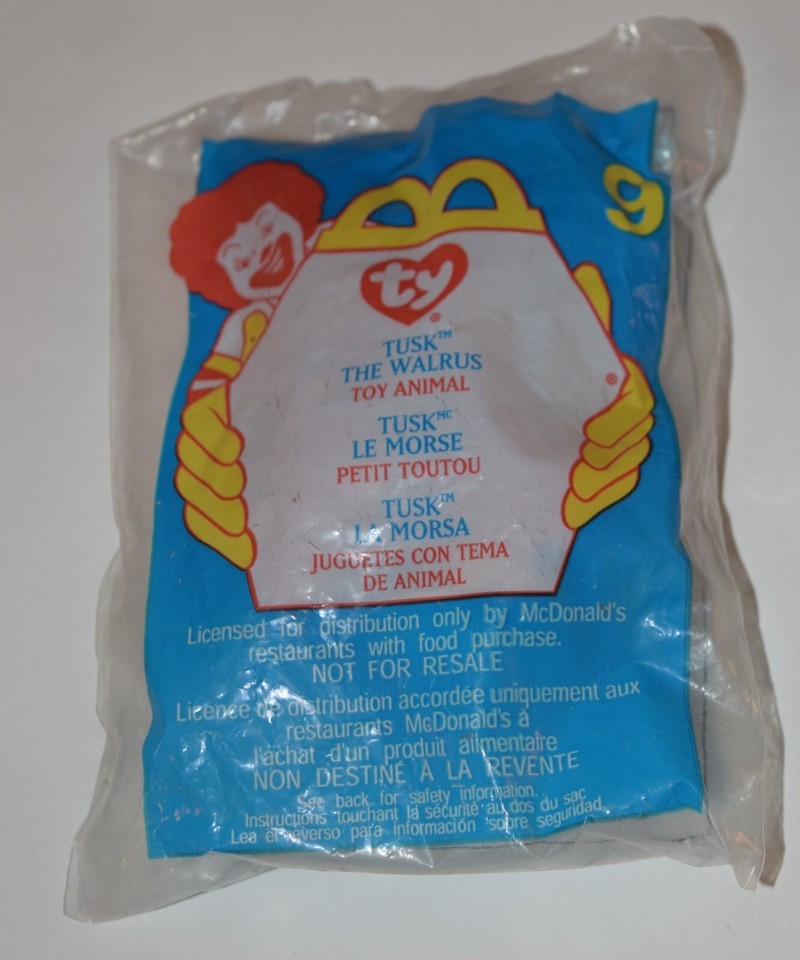 9
ty®
TUSK™
THE WALRUS
TOY ANIMAL
®
TUSK MC
LE MORSE
PETIT TOUTOU
TUSK™
LA MORSA
JUGUETES CON TEMA
DE ANIMAL
Licensed for distribution only by McDonald's
restaurants with food purchase.
NOT FOR RESALE
Licence de distribution accordée uniquement aux
restaurants McDonald's à
l'achat d'un produit alimentaire
NON DESTINÉ À LA REVENTE
See back for safety information.
Instructions touchant la sécurité au dos du sac
Lea el reverso para información sobre seguridad.